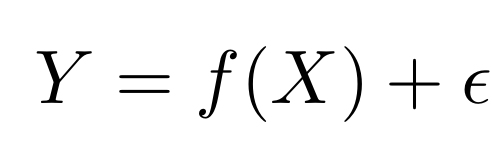 Y = f(X) + ϵ